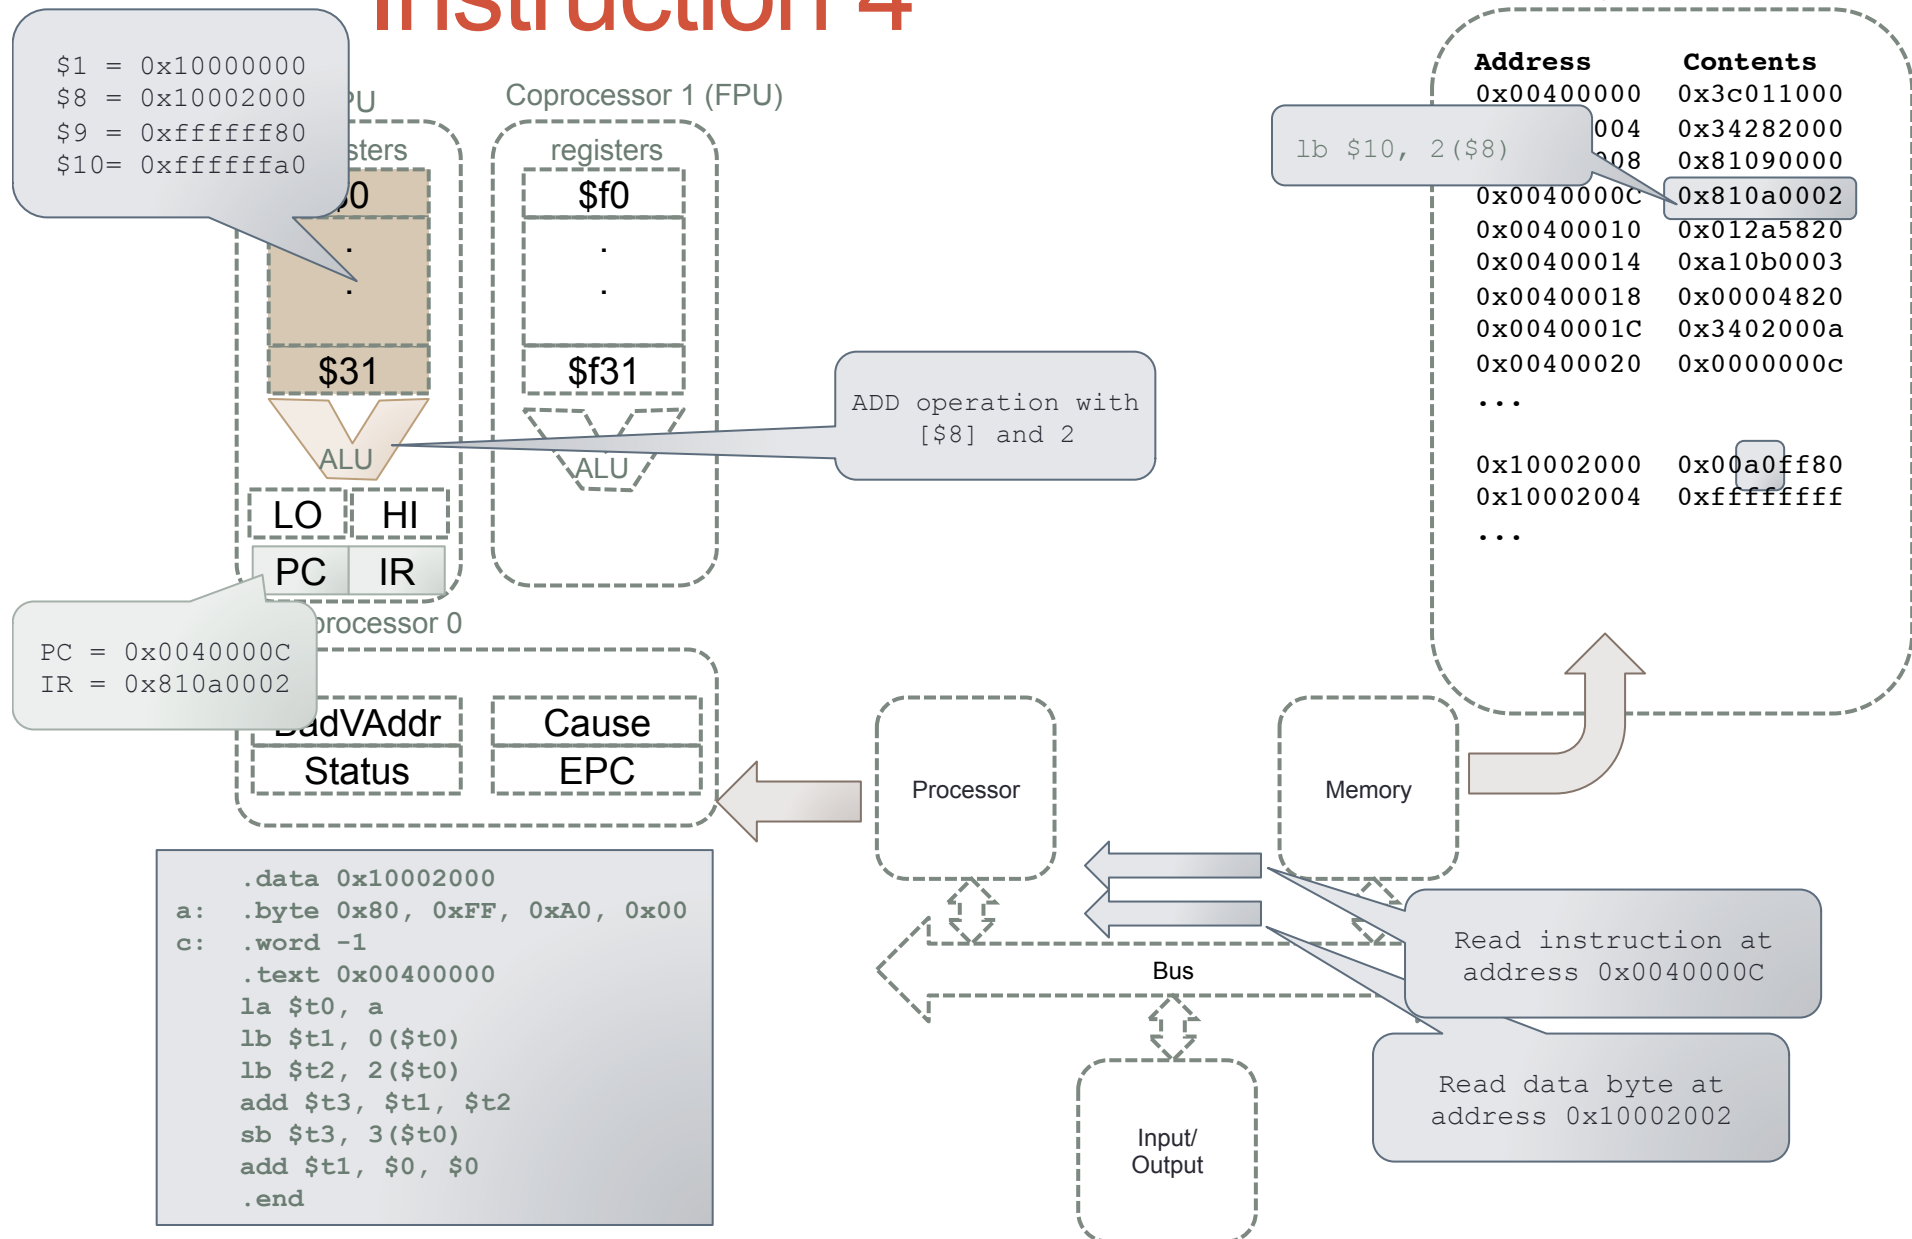 Instruction 4
$1 = 0x10000000
$8 = 0x10002000
$9 = 0xffffff80
$10= 0xffffffa0
Coprocessor 1 (FPU)
registers
$f0
.
.
$31
$f31
ALU
ALU
LO
HI
PC
IR
PC = 0x0040000C
IR = 0x810a0002
Cause
Status
EPC
ADD operation with
[$8] and 2
Address Contents
0x00400000 0x3c011000
004 0x34282000
008 0x81090000
0x0040000C 0x810a0002
0x00400010 0x012a5820
0x00400014 0xa10b0003
0x00400018 0x00004820
0x0040001C 0x3402000a
0x00400020 0x0000000c
...
0x10002000 0x00a0ff80
0x10002004 0xffffffff
...
lb $10, 2($8)
Processor
Memory
Bus
Input/
Output
Read instruction at
address 0x0040000C
Read data byte at
address 0x10002002
.data 0x10002000
a: .byte 0x80, 0xFF, 0xA0, 0x00
c: .word -1
.text 0x00400000
la $t0, a
lb $t1, 0($t0)
lb $t2, 2($t0)
add $t3, $t1, $t2
sb $t3, 3($t0)
add $t1, $0, $0
.end